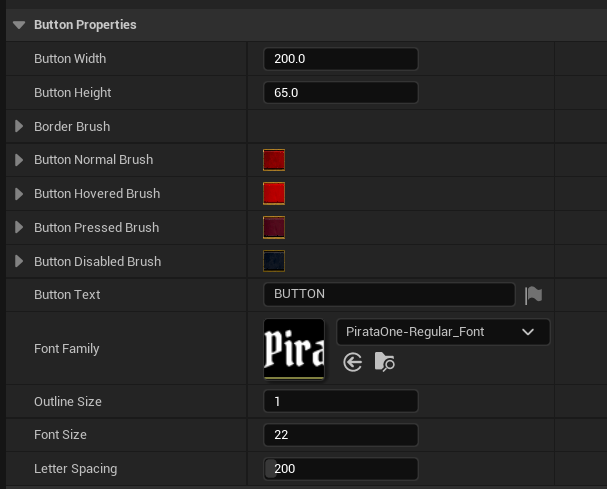 Button Properties
Button Width 200.0
Button Height 65.0
Border Brush
Button Normal Brush
Button Hovered Brush
Button Pressed Brush
Button Disabled Brush
Button Text BUTTON
Font Family Pira PirataOne-Regular_Font
Outline Size 1
Font Size 22
Letter Spacing 200